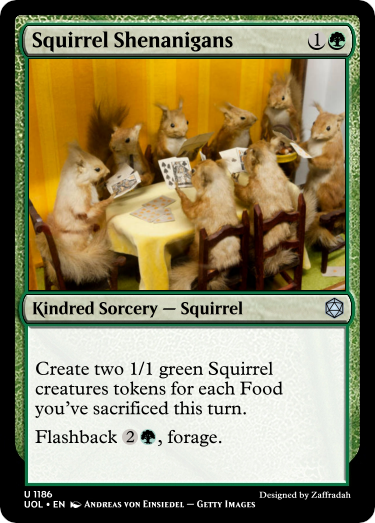 Squirrel Shenanigans 1
Kindred Sorcery — Squirrel
Create two 1/1 green Squirrel
creatures tokens for each Food
you've sacrificed this turn.
Flashback 2, forage.
U 1186
UOL • EN Andreas von Einsiedel — Getty Images
Designed by Zaffradah